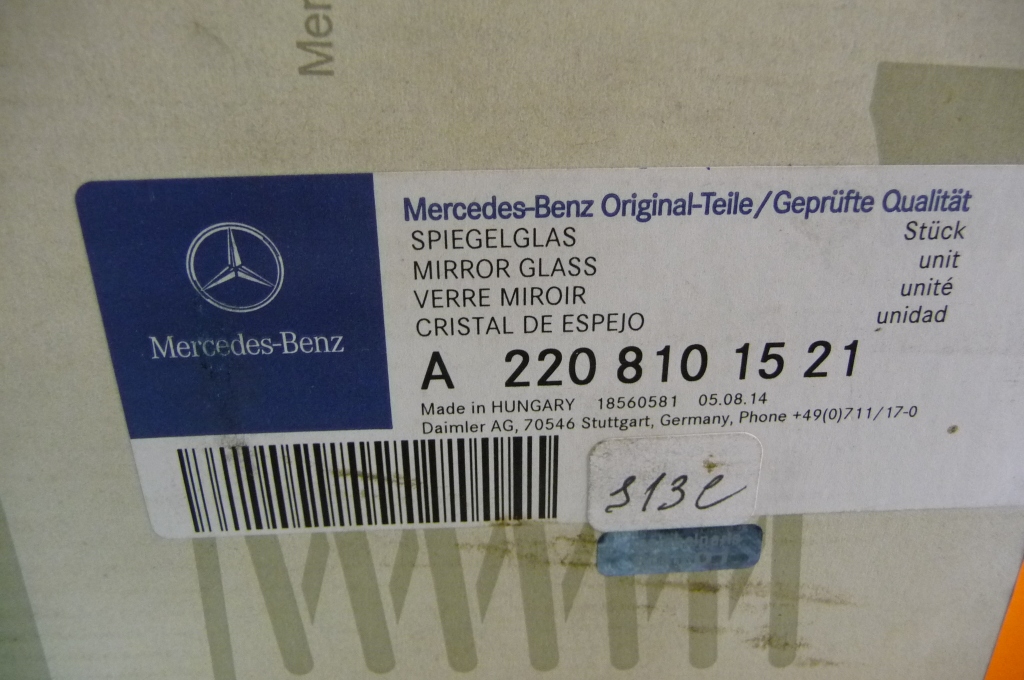 Mer
Mercedes-Benz
Mercedes-Benz Original-Teile/Geprüfte Qualität
SPIEGELGLAS Stück
MIRROR GLASS unit
VERRE MIROIR unité
CRISTAL DE ESPEJO unidad
A 220 810 15 21
Made in HUNGARY 18560581 05.08.14
Daimler AG, 70546 Stuttgart, Germany, Phone +49(0)711/17-0